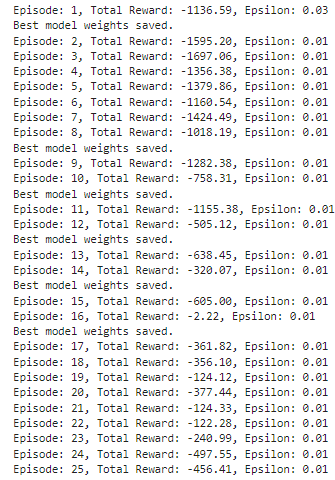 Episode: 1, Total Reward: -1136.59, Epsilon: 0.03
Best model weights saved.
Episode: 2, Total Reward: -1595.20, Epsilon: 0.01
Episode: 3, Total Reward: -1697.06, Epsilon: 0.01
Episode: 4, Total Reward: -1356.38, Epsilon: 0.01
Episode: 5, Total Reward: -1379.86, Epsilon: 0.01
Episode: 6, Total Reward: -1160.54, Epsilon: 0.01
Episode: 7, Total Reward: -1424.49, Epsilon: 0.01
Episode: 8, Total Reward: -1018.19, Epsilon: 0.01
Best model weights saved.
Episode: 9, Total Reward: -1282.38, Epsilon: 0.01
Episode: 10, Total Reward: -758.31, Epsilon: 0.01
Best model weights saved.
Episode: 11, Total Reward: -1155.38, Epsilon: 0.01
Episode: 12, Total Reward: -505.12, Epsilon: 0.01
Best model weights saved.
Episode: 13, Total Reward: -638.45, Epsilon: 0.01
Episode: 14, Total Reward: -320.07, Epsilon: 0.01
Best model weights saved.
Episode: 15, Total Reward: -605.00, Epsilon: 0.01
Episode: 16, Total Reward: -2.22, Epsilon: 0.01
Best model weights saved.
Episode: 17, Total Reward: -361.82, Epsilon: 0.01
Episode: 18, Total Reward: -356.10, Epsilon: 0.01
Episode: 19, Total Reward: -124.12, Epsilon: 0.01
Episode: 20, Total Reward: -377.44, Epsilon: 0.01
Episode: 21, Total Reward: -124.33, Epsilon: 0.01
Episode: 22, Total Reward: -122.28, Epsilon: 0.01
Episode: 23, Total Reward: -240.99, Epsilon: 0.01
Episode: 24, Total Reward: -497.55, Epsilon: 0.01
Episode: 25, Total Reward: -456.41, Epsilon: 0.01